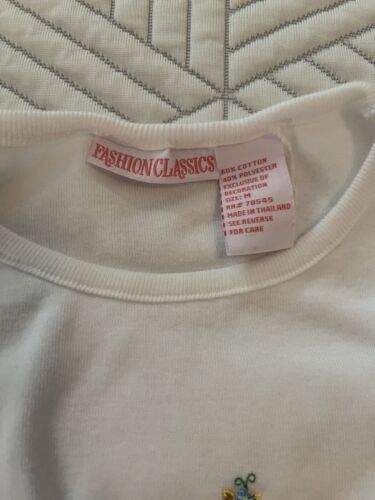 FASHION CLASSICS
60% COTTON
40% POLYESTER
EXCLUSIVE OF
DECORATION
SIZE: M
RN# 78545
MADE IN THAILAND
SEE REVERSE
FOR CARE